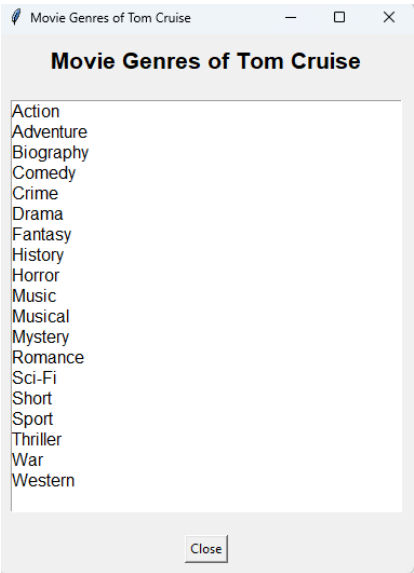 Movie Genres of Tom Cruise
Movie Genres of Tom Cruise
Action
Adventure
Biography
Comedy
Crime
Drama
Fantasy
History
Horror
Music
Musical
Mystery
Romance
Sci-Fi
Short
Sport
Thriller
War
Western
Close